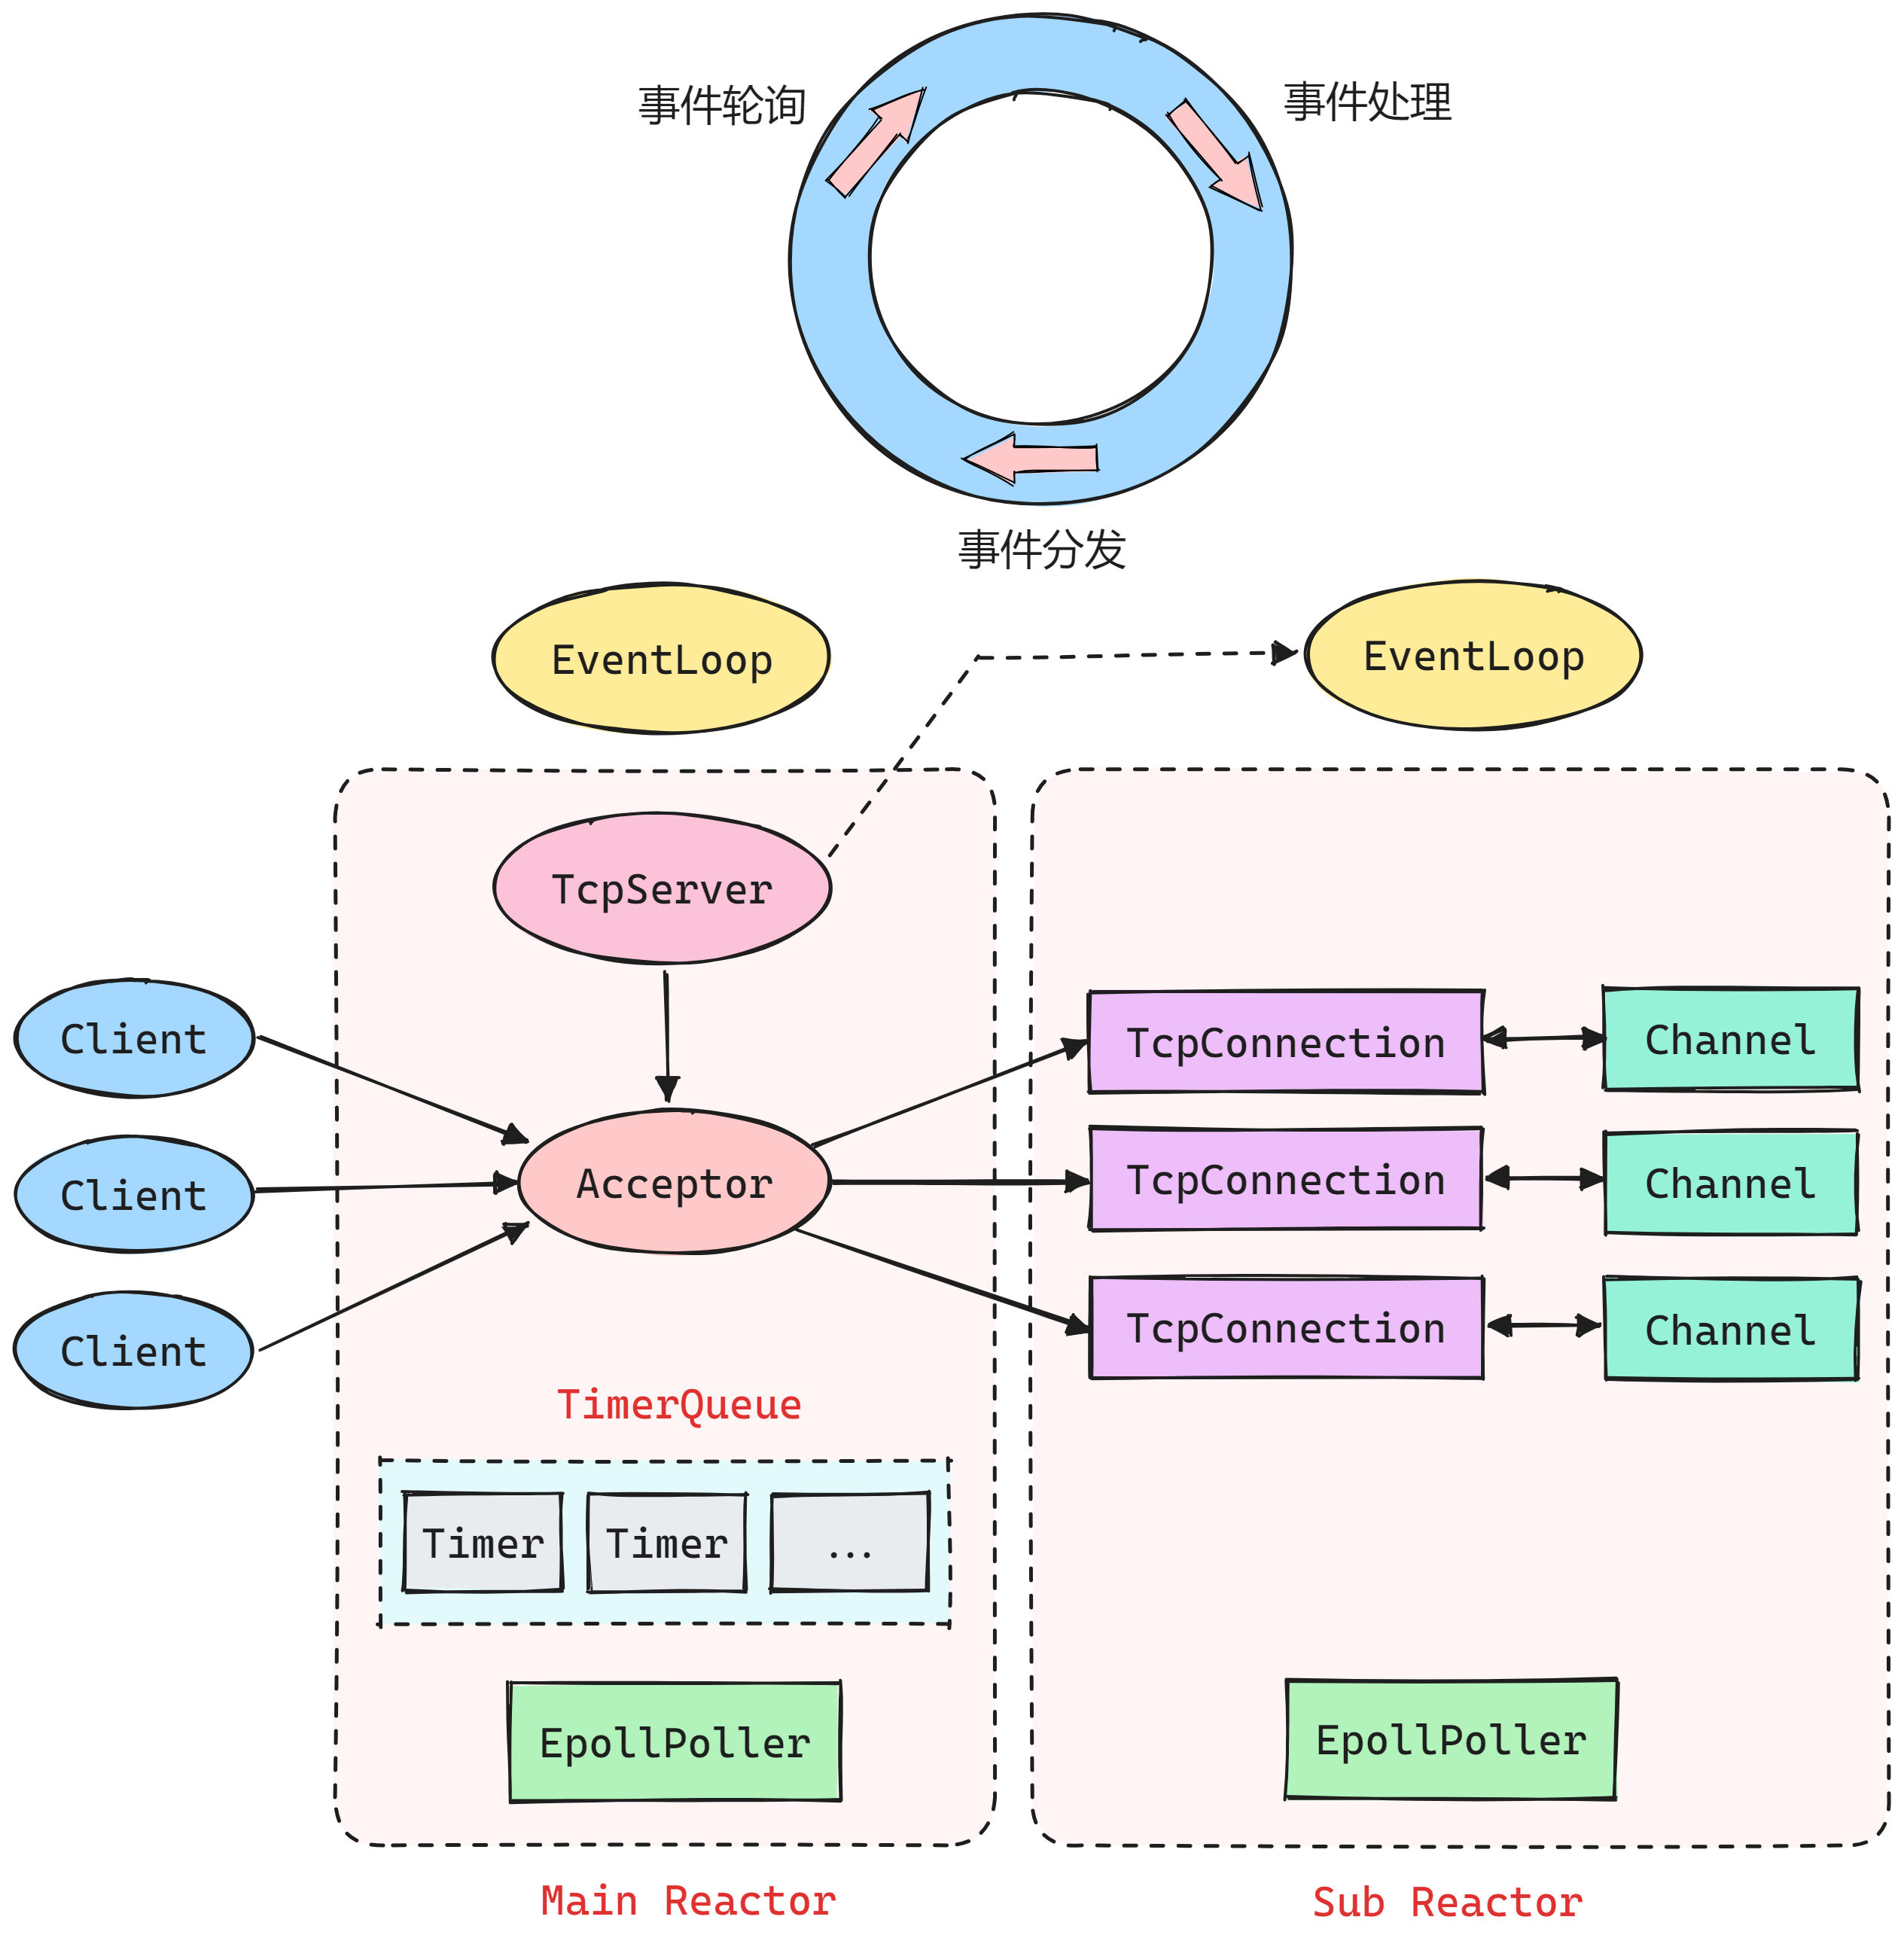 事件轮询
事件处理
事件分发
EventLoop
EventLoop
TcpServer
Client
Client
Client
Acceptor
TcpConnection
Channel
TcpConnection
Channel
TcpConnection
Channel
TimerQueue
Timer
Timer
...
EpollPoller
EpollPoller
Main Reactor
Sub Reactor